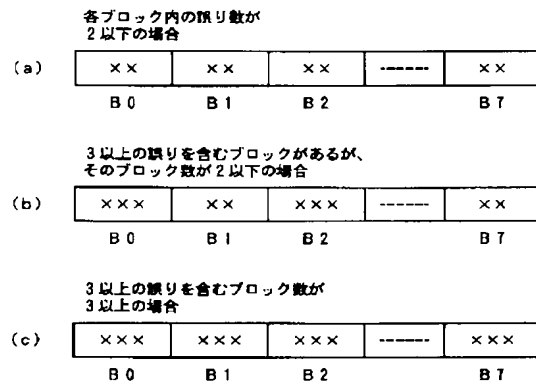 各ブロック内の誤り数が
2以下の場合
(a) ×× ×× ×× ------ ××
B0 B1 B2 B7
3以上の誤りを含むブロックがあるが、
そのブロック数が2以下の場合
(b) ××× ×× ××× ------ ××
B0 B1 B2 B7
3以上の誤りを含むブロック数が
3以上の場合
(c) ××× ××× ××× ------ ×××
B0 B1 B2 B7